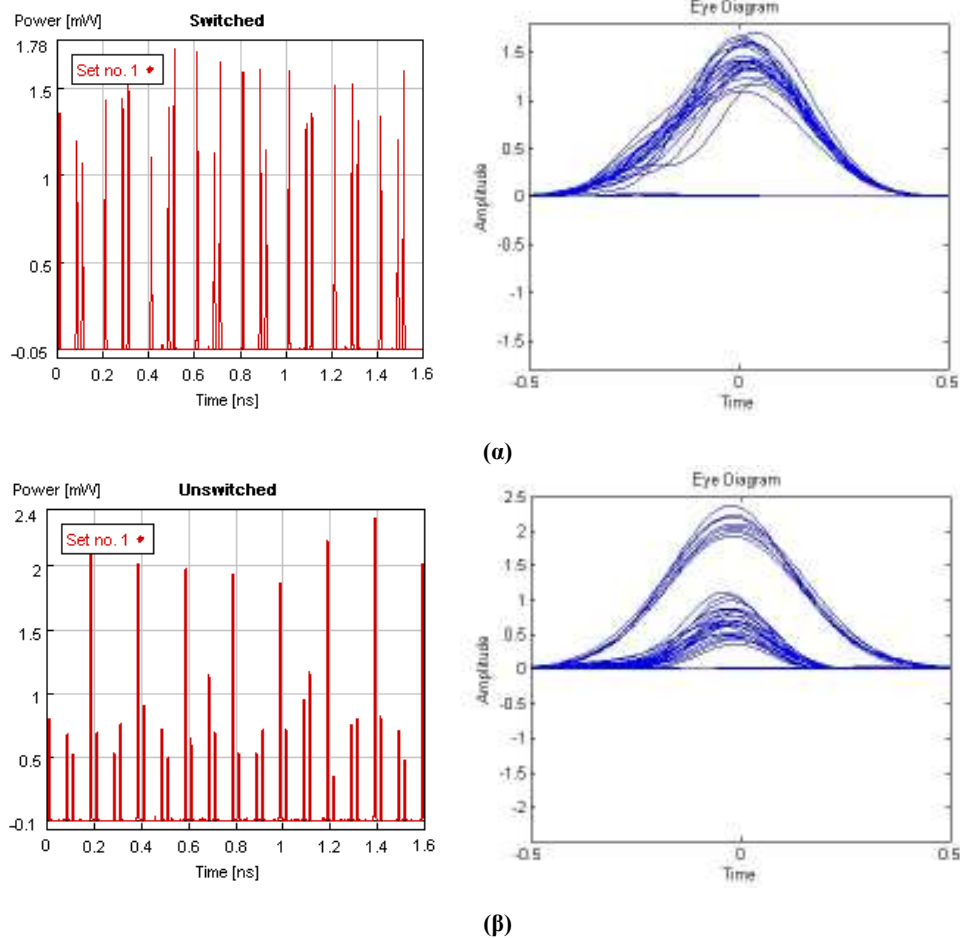 Power [mW] Switched
1.78
1.5
1
0.5
-0.05
Set no. 1
0 0.2 0.4 0.6 0.8 1 1.2 1.4 1.6
Time [ns]
Eye Diagram
Amplitude
1.5
1
0.5
0
-0.5
-1
-1.5
-0.5 0 0.5
Time
(α)
Power [mW] Unswitched
2.4
2
1.5
1
0.5
-0.1
Set no. 1
0 0.2 0.4 0.6 0.8 1 1.2 1.4 1.6
Time [ns]
Eye Diagram
Amplitude
2.5
2
1.5
1
0.5
0
-0.5
-1
-1.5
-2
-0.5 0 0.5
Time
(β)